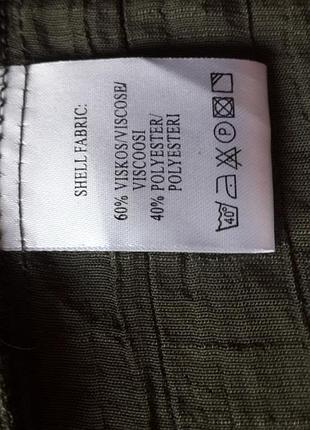 SHELL FABRIC:
60% VISKOS/VISCOSE/
VISCOOSI
40% POLYESTER/
POLYESTERI
40°
P